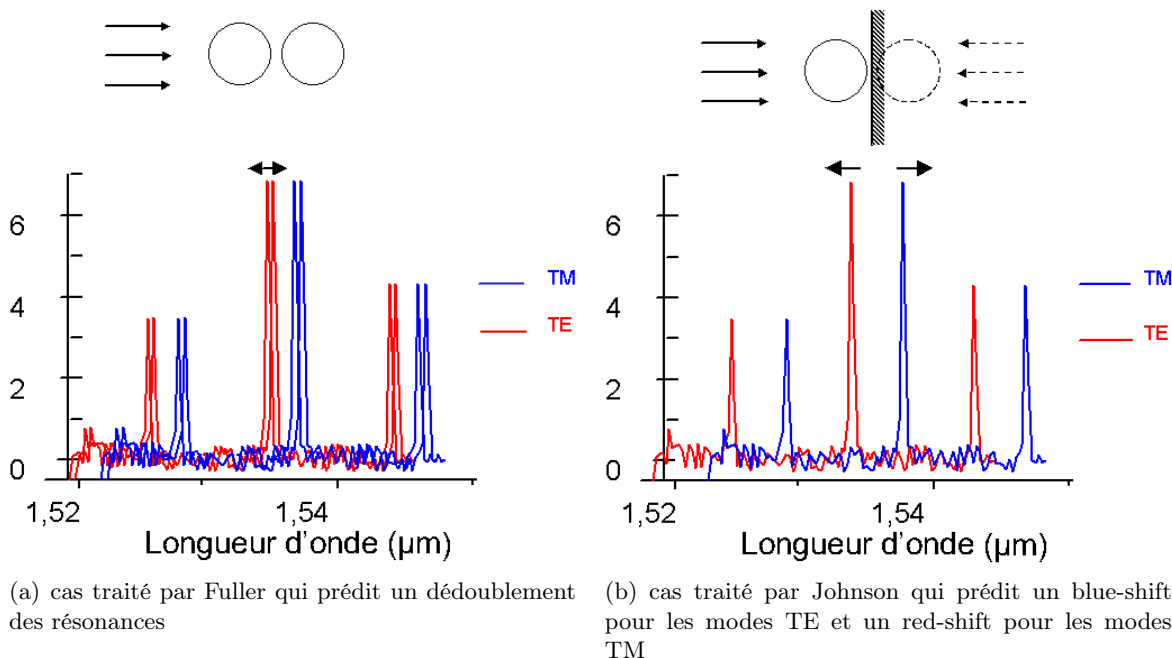 6
4
2
0
1,52
1,54
Longueur d'onde (µm)
TM
TE
(a) cas traité par Fuller qui prédit un dédoublement
des résonances
6
4
2
0
1,52
1,54
Longueur d'onde (µm)
TM
TE
(b) cas traité par Johnson qui prédit un blue-shift
pour les modes TE et un red-shift pour les modes
TM